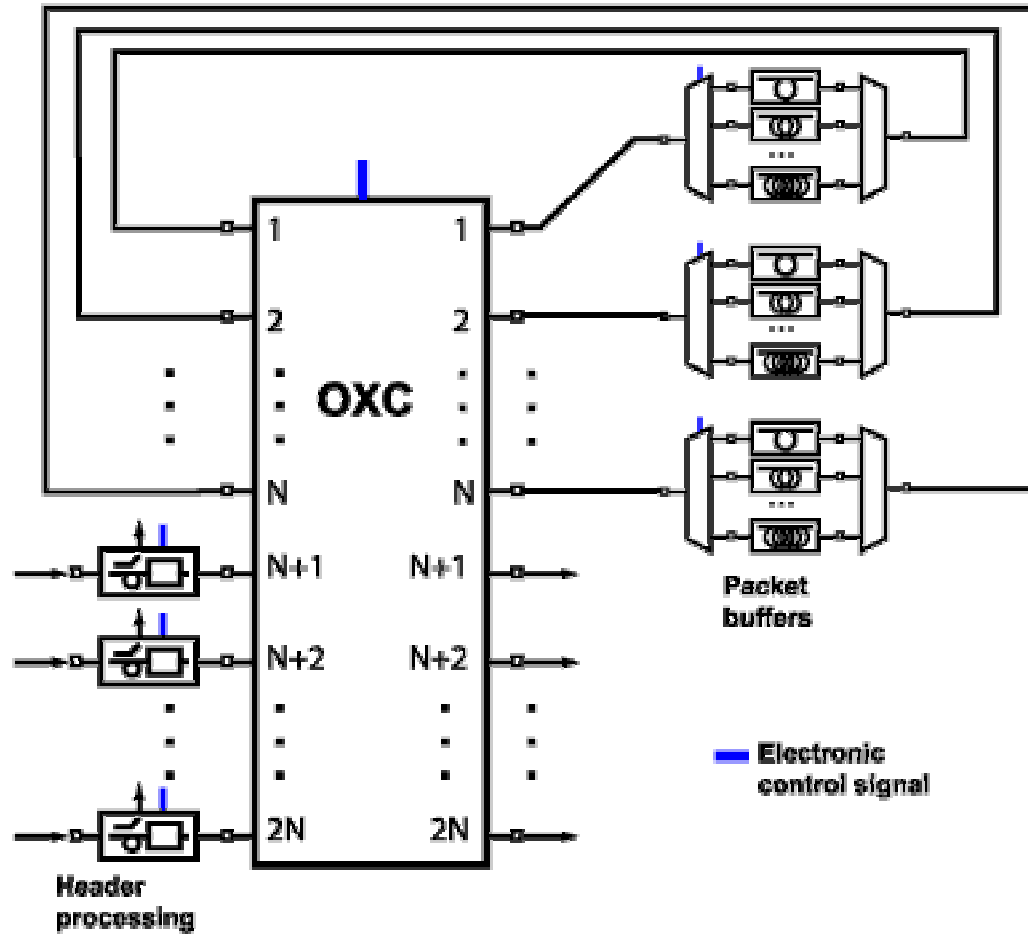 1 1
2 2
OXC
N N
N+1 N+1
Packet
buffers
N+2 N+2
Electronic
control signal
2N 2N
Header
processing